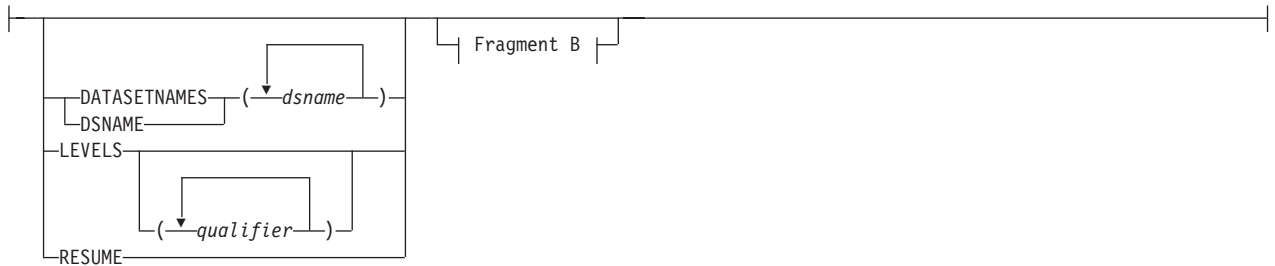 Fragment B
DATASETNAMES ( dsname )
DSNAME
LEVELS
( qualifier )
RESUME